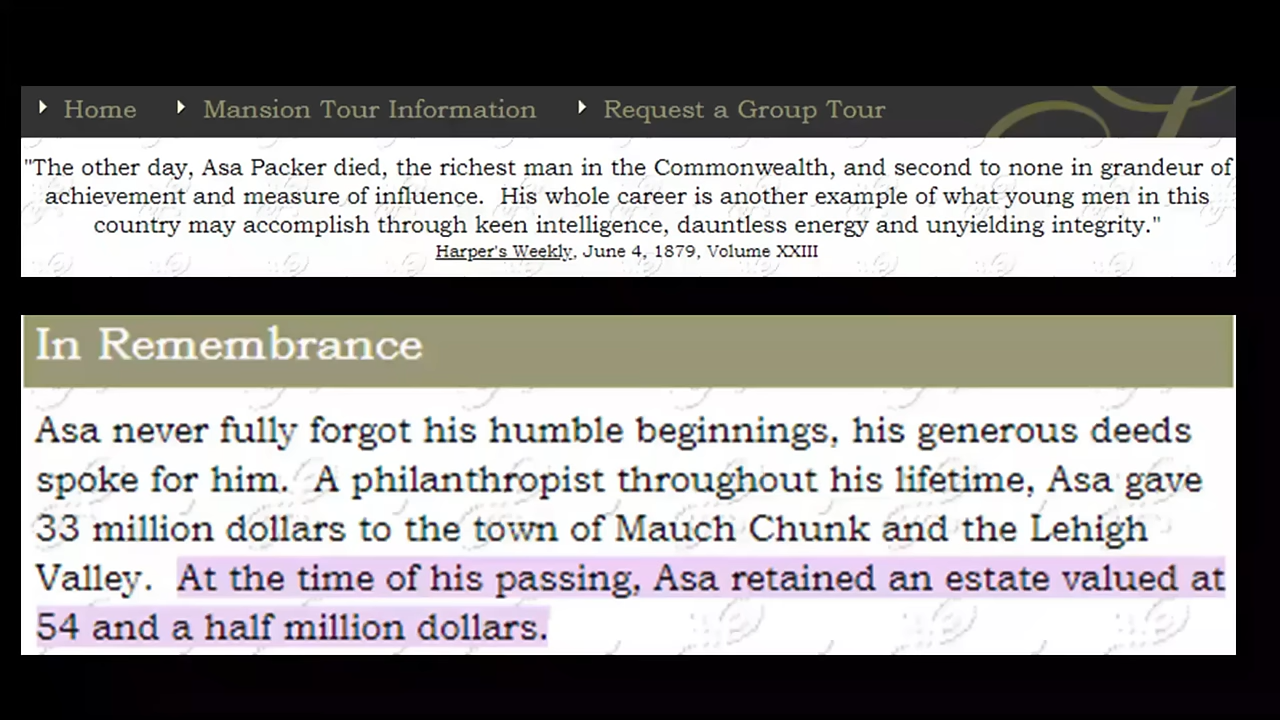 Home Mansion Tour Information Request a Group Tour
"The other day, Asa Packer died, the richest man in the Commonwealth, and second to none in grandeur of
achievement and measure of influence.  His whole career is another example of what young men in this
country may accomplish through keen intelligence, dauntless energy and unyielding integrity."
Harper's Weekly, June 4, 1879, Volume XXIII
In Remembrance
Asa never fully forgot his humble beginnings, his generous deeds
spoke for him.  A philanthropist throughout his lifetime, Asa gave
33 million dollars to the town of Mauch Chunk and the Lehigh
Valley.  At the time of his passing, Asa retained an estate valued at
54 and a half million dollars.